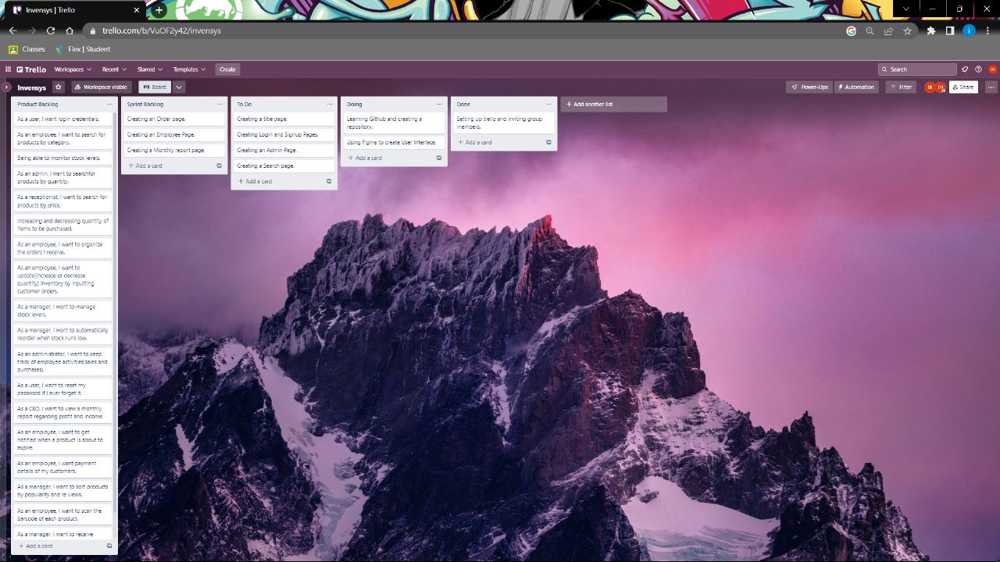 Invensys | Trello
trello.com/b/VuOF2y42/invensys
Classes
Flex | Student
Trello
Workspaces
Recent
Starred
Templates
Create
Search
JK
Invensys
Workspace visible
Board
Power-Ups
Automation
Filter
Share
Product Backlog
As a user, I want login credentials.
As an employee, I want to search for
products by category.
Being able to monitor stock levels.
As an admin, I want to searchfor
products by quantity.
As a receptionist, I want to search for
products by price.
Increasing and decreasing quantity of
items to be purchased.
As an employee, I want to organize
the orders I receive.
As an employee, I want to
update(increase or decrease
quantity) inventory by inputting
customer orders.
As a manager, I want to manage
stock levels.
As a manager, I want to automatically
reorder when stock runs low.
As an administrator, I want to keep
track of employee activities(sales and
purchases).
As a user, I want to reset my
password if I ever forget it.
As a CEO, I want to view a monthly
report regarding profit and income.
As an employee, I want to get
notified when a product is about to
expire.
As an employee, I want payment
details of my customers.
As a manager, I want to sort products
by popularity and re views.
As an employee, I want to scan the
barcode of each product.
As a manager, I want to receive
+ Add a card
Sprint Backlog
Creating an Order page.
Creating an Employee Page.
Creating a Monthly report page.
+ Add a card
To Do
Creating a title page.
Creating Login and Signup Pages.
Creating an Admin Page.
Creating a Search page.
+ Add a card
Doing
Learning Github and creating a
repository.
Using Figma to create User Interface.
+ Add a card
Done
Setting up trello and inviting group
members.
+ Add a card
+ Add another list